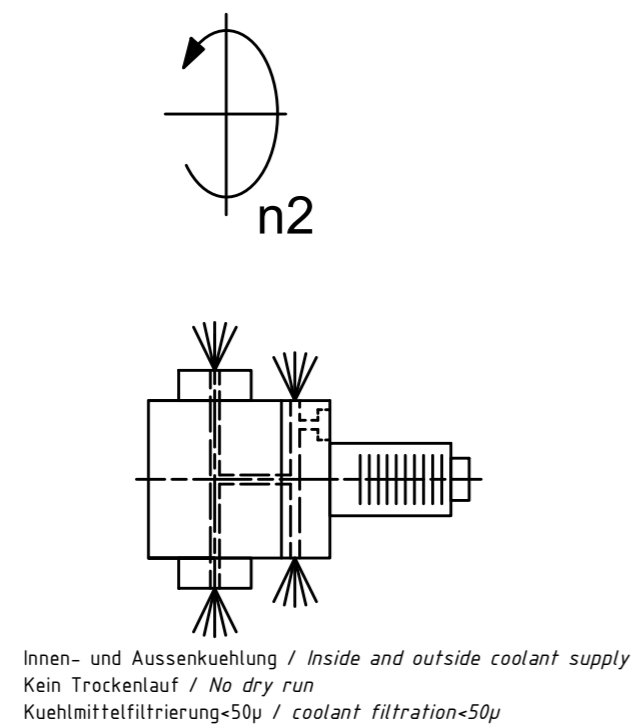 n2
Innen- und Aussenkuehlung / Inside and outside coolant supply
Kein Trockenlauf / No dry run
Kuehlmittelfiltrierung<50μ / coolant filtration<50μ